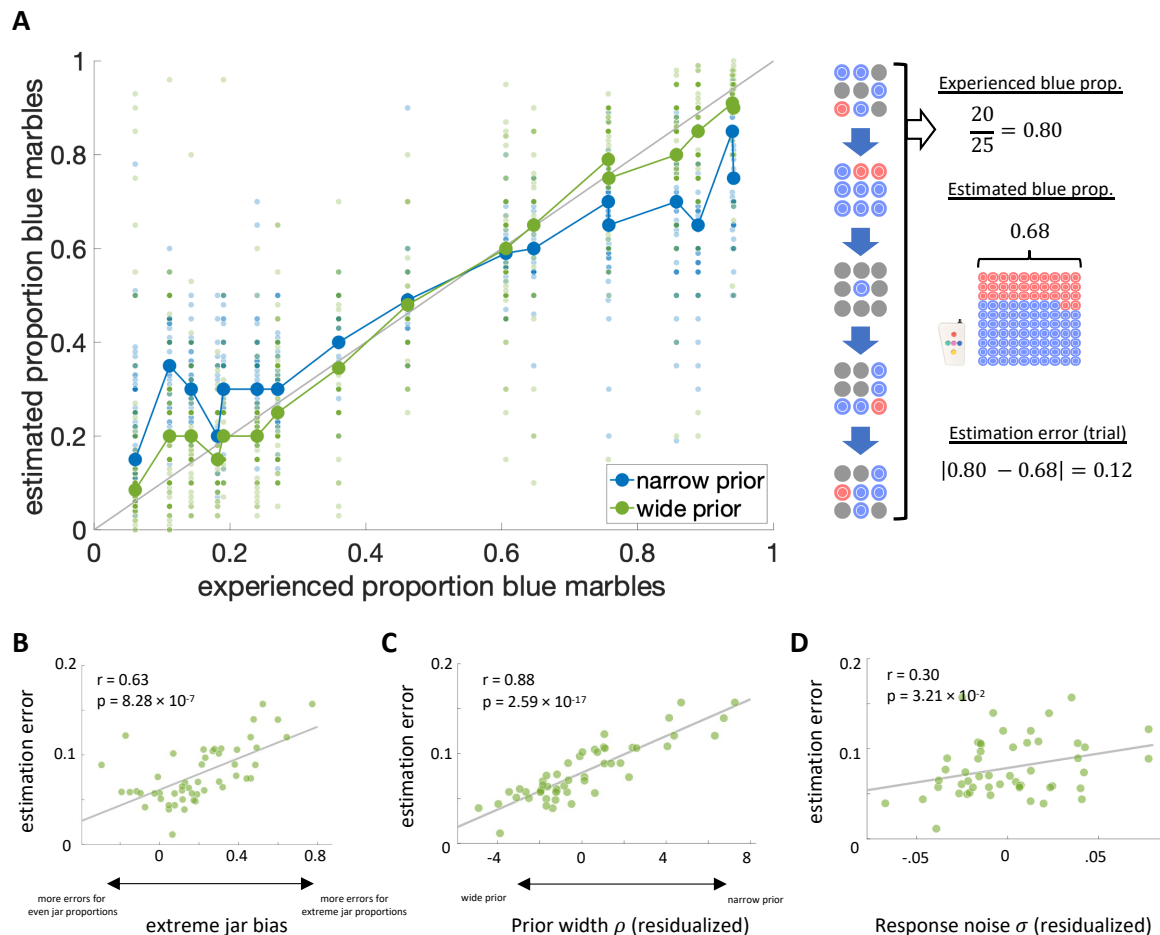 A
estimated proportion blue marbles
1
0.8
0.6
0.4
0.2
0
0
0.2
0.4
0.6
0.8
1
experienced proportion blue marbles
narrow prior
wide prior
Experienced blue prop.
20
25
= 0.80
Estimated blue prop.
0.68
Estimation error (trial)
|0.80 − 0.68| = 0.12
B
estimation error
0.2
0.1
0
r = 0.63
p = 8.28 × 10-7
0
0.4
0.8
more errors for
even jar proportions
more errors for
extreme jar proportions
extreme jar bias
C
estimation error
0.2
0.1
0
r = 0.88
p = 2.59 × 10-17
-4
0
4
8
wide prior
narrow prior
Prior width ρ (residualized)
D
estimation error
0.2
0.1
0
r = 0.30
p = 3.21 × 10-2
-.05
0
.05
Response noise σ (residualized)